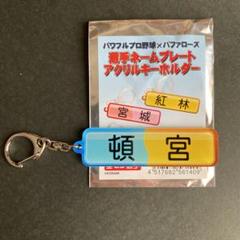 パワフルプロ野球×バファローズ
選手ネームプレート
アクリルキーホルダー
紅林
宮城
頓宮
4517682561409